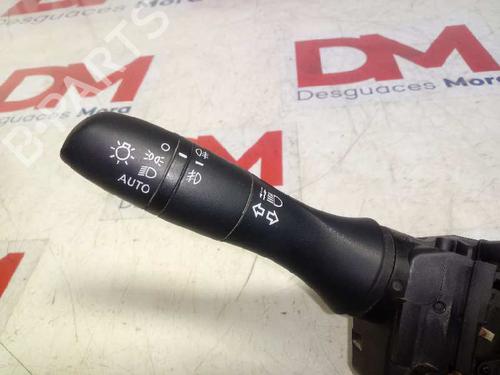 DM
Desguaces Mora
DM
Desguaces Mora
B-PARTS
O
AUTO
DM